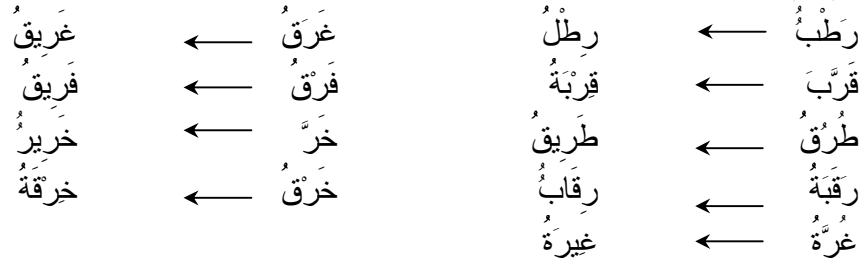 رَطْبٌ ← رِطْلٌ غَرَقٌ ← غَرِيقٌ
قَرَّبَ ← قِرْبَةٌ فَرْقٌ ← فَرِيقٌ
طُرُقٌ ← طَرِيقٌ خَرَّ ← خَرِيرٌ
رَقَبَةٌ ← رِقَابٌ خَرْقٌ ← خِرْقَةٌ
غُرَّةٌ ← غِيرَةٌ